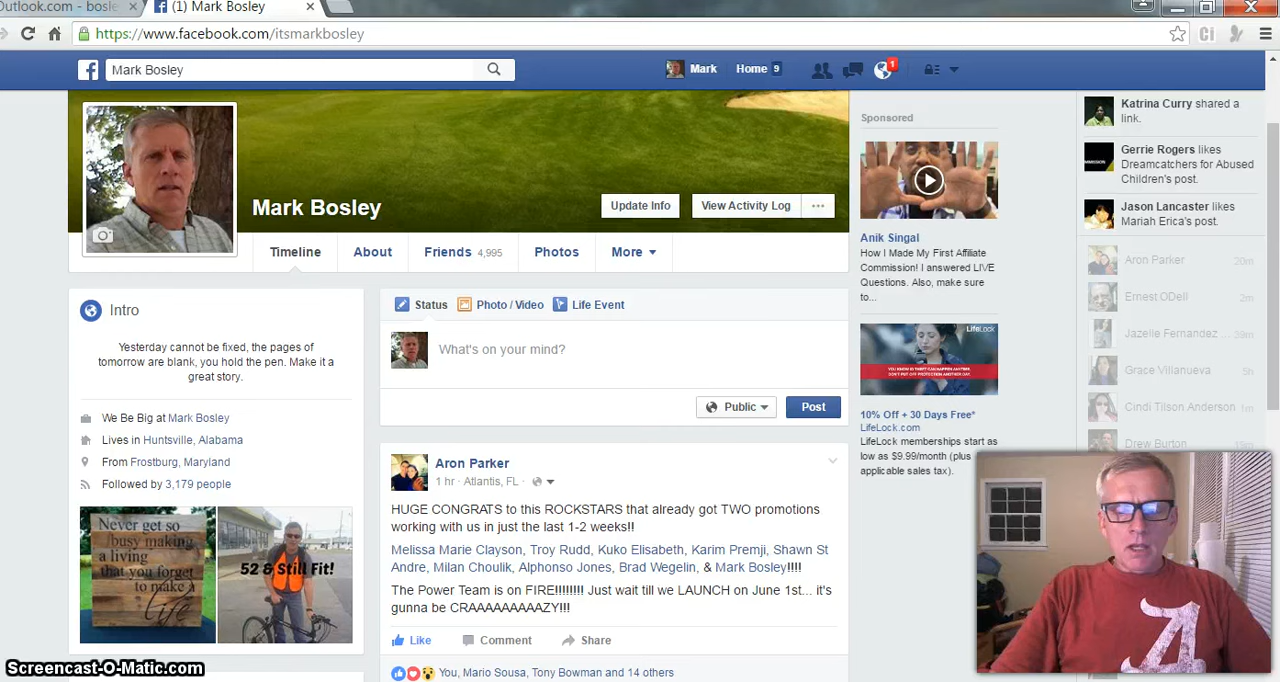 Outlook.com - bosle
(1) Mark Bosley
https://www.facebook.com/itsmarkbosley
Mark Bosley
Mark
Home 9
1
Mark Bosley
Update Info
View Activity Log
Timeline
About
Friends 4,995
Photos
More
Intro
Yesterday cannot be fixed, the pages of
tomorrow are blank, you hold the pen. Make it a
great story.
We Be Big at Mark Bosley
Lives in Huntsville, Alabama
From Frostburg, Maryland
Followed by 3,179 people
Never get so
busy making
a living
that you forget
to make a
life
52 & Still Fit!
Status
Photo / Video
Life Event
What's on your mind?
Public
Post
Aron Parker
1 hr · Atlantis, FL ·
HUGE CONGRATS to this ROCKSTARS that already got TWO promotions
working with us in just the last 1-2 weeks!!
Melissa Marie Clayson, Troy Rudd, Kuko Elisabeth, Karim Premji, Shawn St
Andre, Milan Choulik, Alphonso Jones, Brad Wegelin, & Mark Bosley!!!!
The Power Team is on FIRE!!!!!!!! Just wait till we LAUNCH on June 1st... it's
gunna be CRAAAAAAAAAZY!!!
Like
Comment
Share
You, Mario Sousa, Tony Bowman and 14 others
Sponsored
Anik Singal
How I Made My First Affiliate
Commission! I answered LIVE
Questions. Also, make sure
to...
LifeLock
10% Off + 30 Days Free*
LifeLock.com
LifeLock memberships start as
low as $9.99/month (plus
applicable sales tax).
Katrina Curry shared a
link.
Gerrie Rogers likes
Dreamcatchers for Abused
Children's post.
Jason Lancaster likes
Mariah Erica's post.
Aron Parker 20m
Ernest ODell 2m
Jazelle Fernandez ... 39m
Grace Villanueva 5h
Cindi Tilson Anderson 1m
Drew Burton 19m
A
Screencast-O-Matic.com